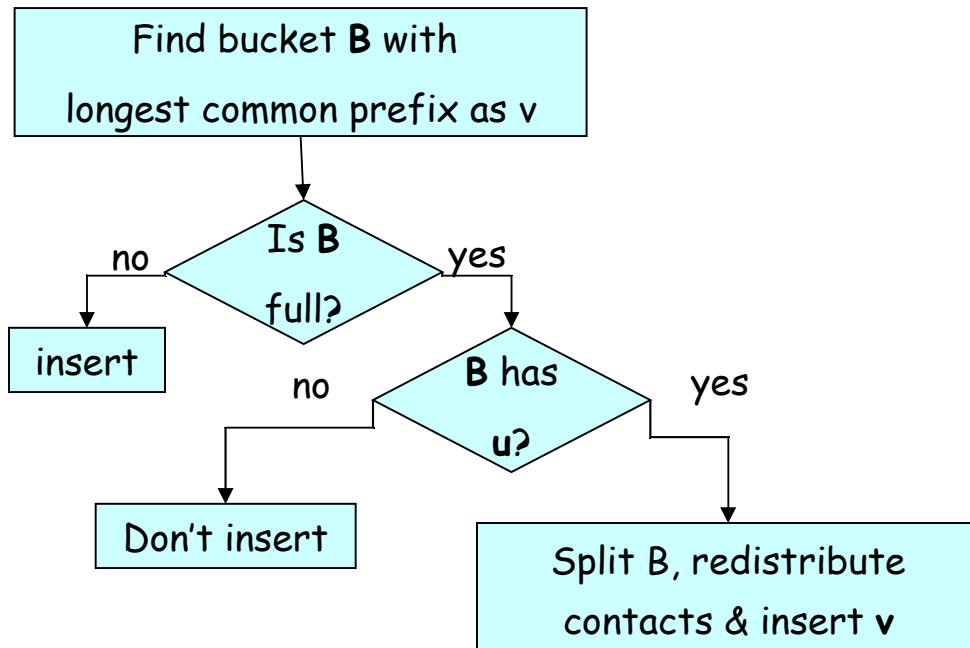 Find bucket B with
longest common prefix as v
Is B
full?
no
yes
insert
B has
u?
no
yes
Don't insert
Split B, redistribute
contacts & insert v